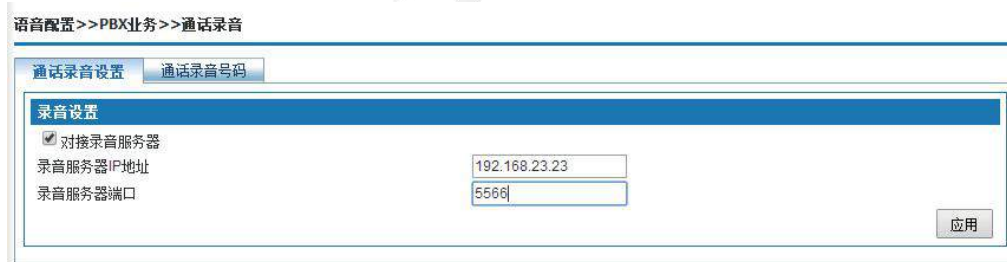 语音配置>>PBX业务>>通话录音
通话录音设置 通话录音号码
录音设置
对接录音服务器
录音服务器IP地址 192.168.23.23
录音服务器端口 5566
应用